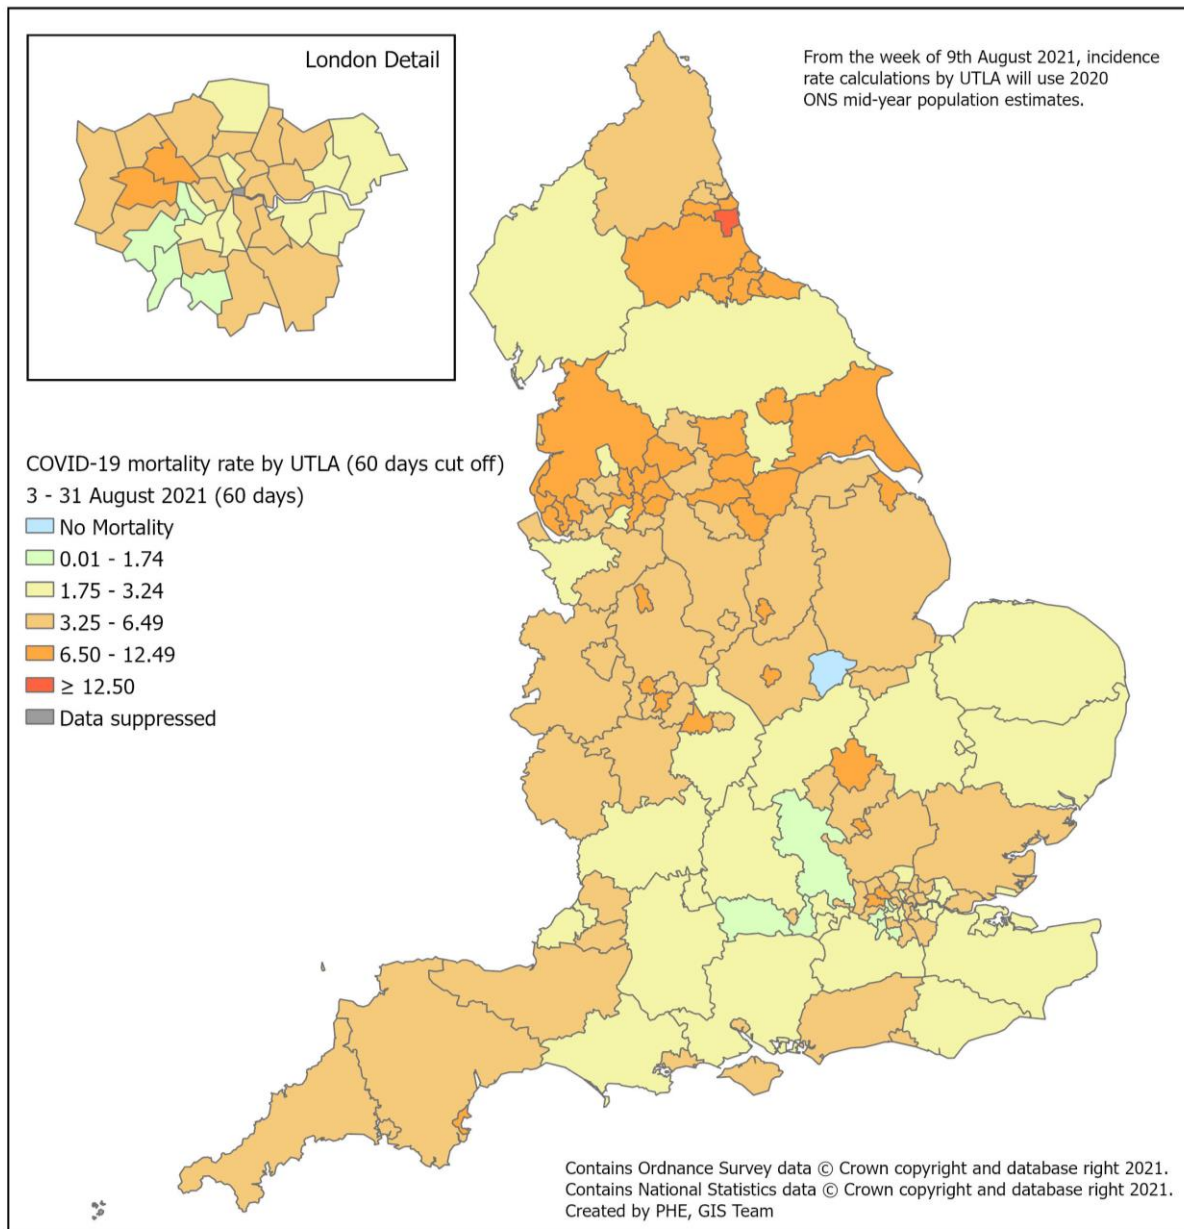 London Detail
From the week of 9th August 2021, incidence
rate calculations by UTLA will use 2020
ONS mid-year population estimates.
COVID-19 mortality rate by UTLA (60 days cut off)
3 - 31 August 2021 (60 days)
No Mortality
0.01 - 1.74
1.75 - 3.24
3.25 - 6.49
6.50 - 12.49
≥ 12.50
Data suppressed
Contains Ordnance Survey data © Crown copyright and database right 2021.
Contains National Statistics data © Crown copyright and database right 2021.
Created by PHE, GIS Team